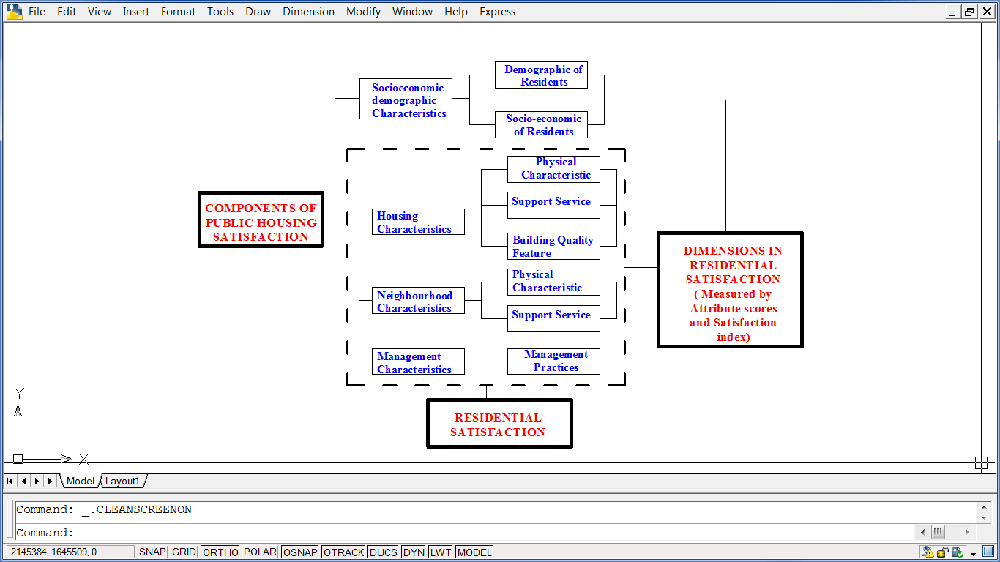 File Edit View Insert Format Tools Draw Dimension Modify Window Help Express
Demographic of
Residents
Socioeconomic
demographic
Characteristics
Socio-economic
of Residents
Physical
Characteristic
COMPONENTS OF
PUBLIC HOUSING
SATISFACTION
Support Service
Housing
Characteristics
Building Quality
Feature
DIMENSIONS IN
RESIDENTIAL
SATISFACTION
( Measured by
Attribute scores
and Satisfaction
index)
Physical
Characteristic
Neighbourhood
Characteristics
Support Service
Management
Characteristics
Management
Practices
RESIDENTIAL
SATISFACTION
Y
X
Model Layout1
Command: _.CLEANSCREENON
Command:
-2145384, 1645509, 0 SNAP GRID ORTHO POLAR OSNAP OTRACK DUCS DYN LWT MODEL